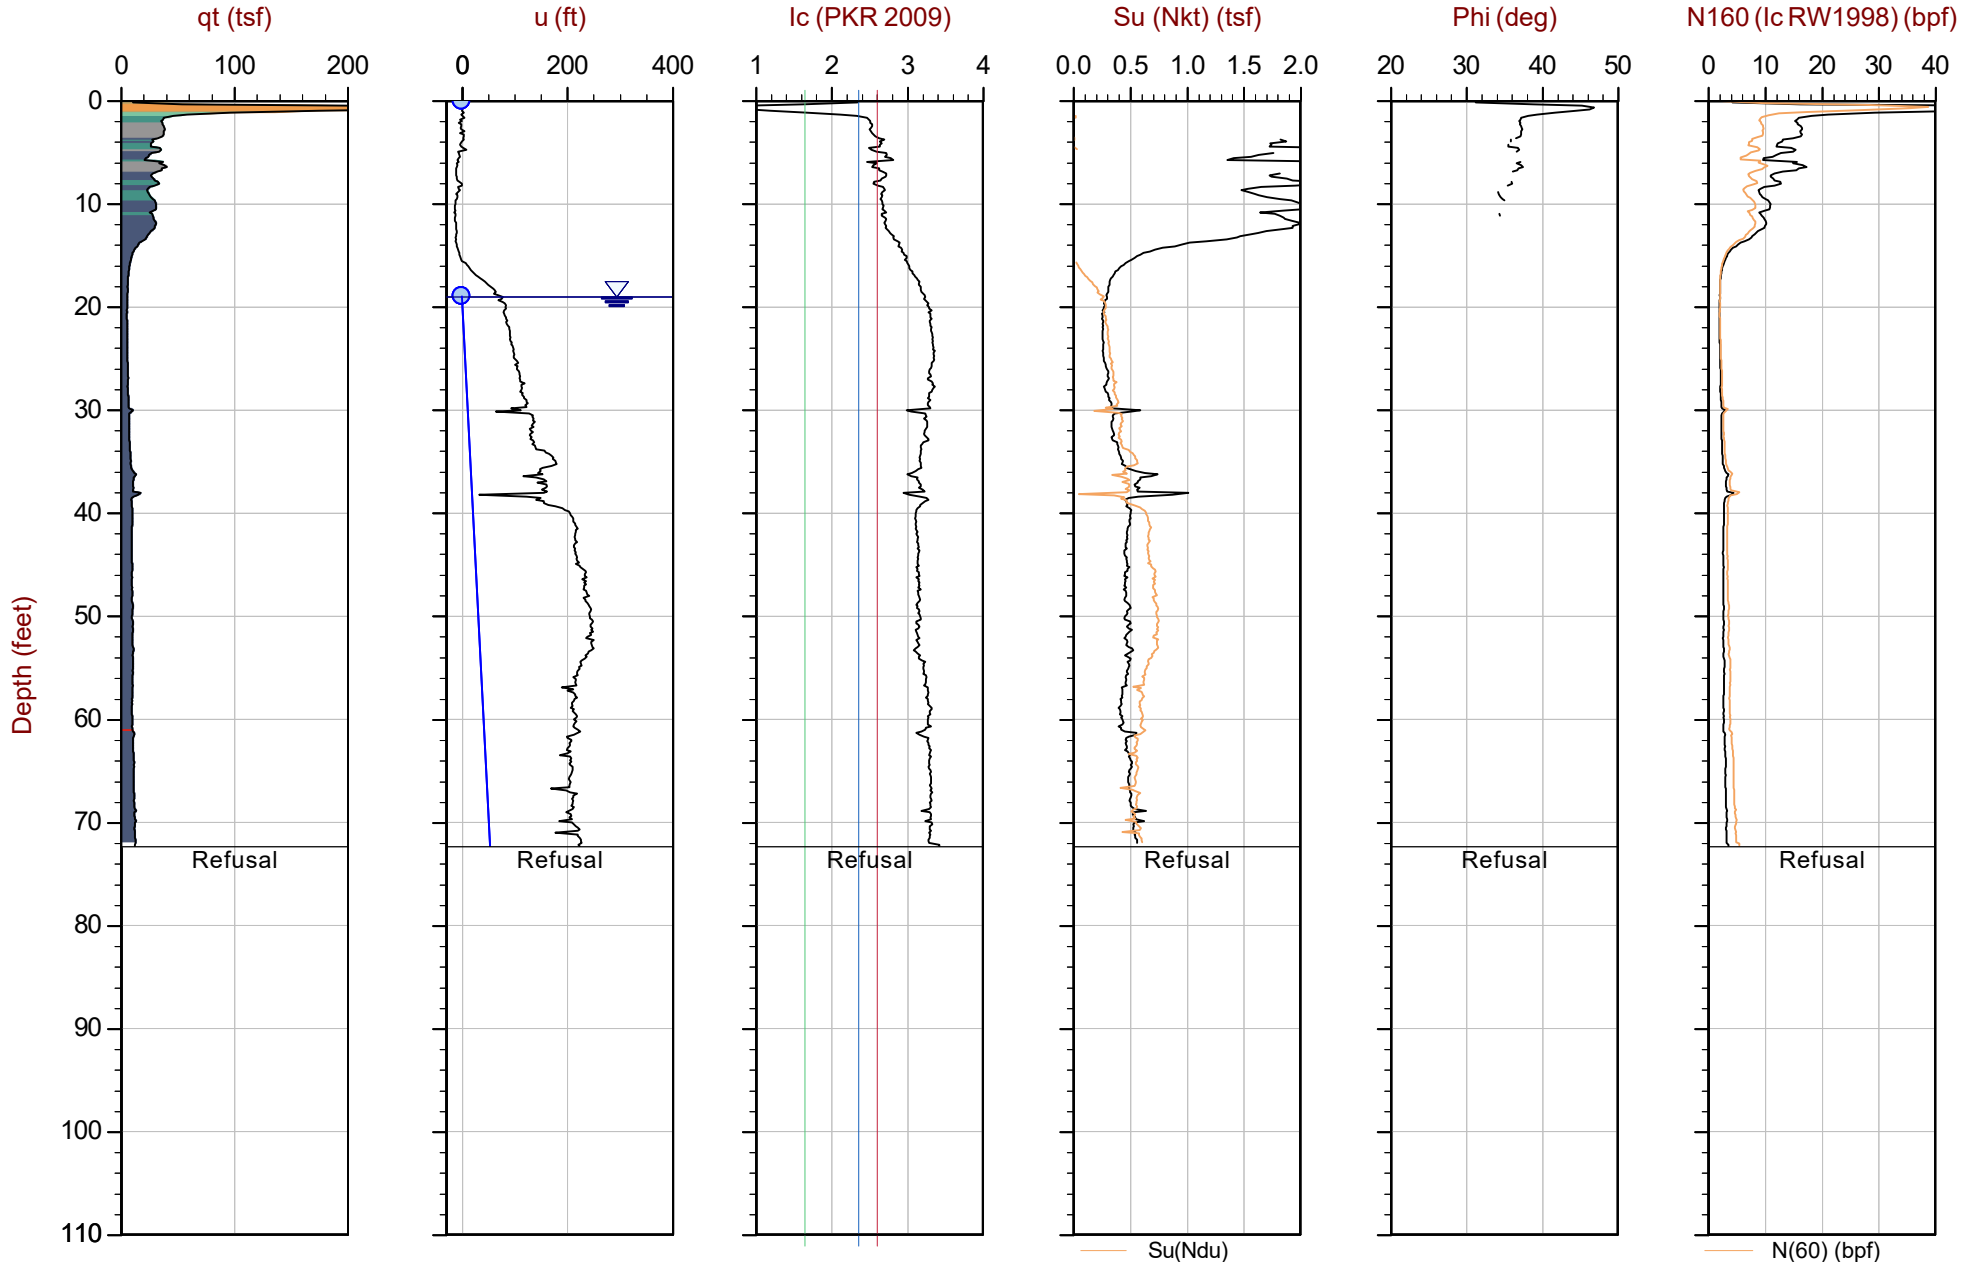 qt (tsf) u (ft) Ic (PKR 2009) Su (Nkt) (tsf) Phi (deg) N160 (Ic RW1998) (bpf)
0 100 200 0 200 400 1 2 3 4 0.0 0.5 1.0 1.5 2.0 20 30 40 50 0 10 20 30 40
0
10
20
30
40
50
60
70
80
90
100
110
Depth (feet)
Refusal Refusal Refusal Refusal Refusal Refusal
Su(Ndu) N(60) (bpf)